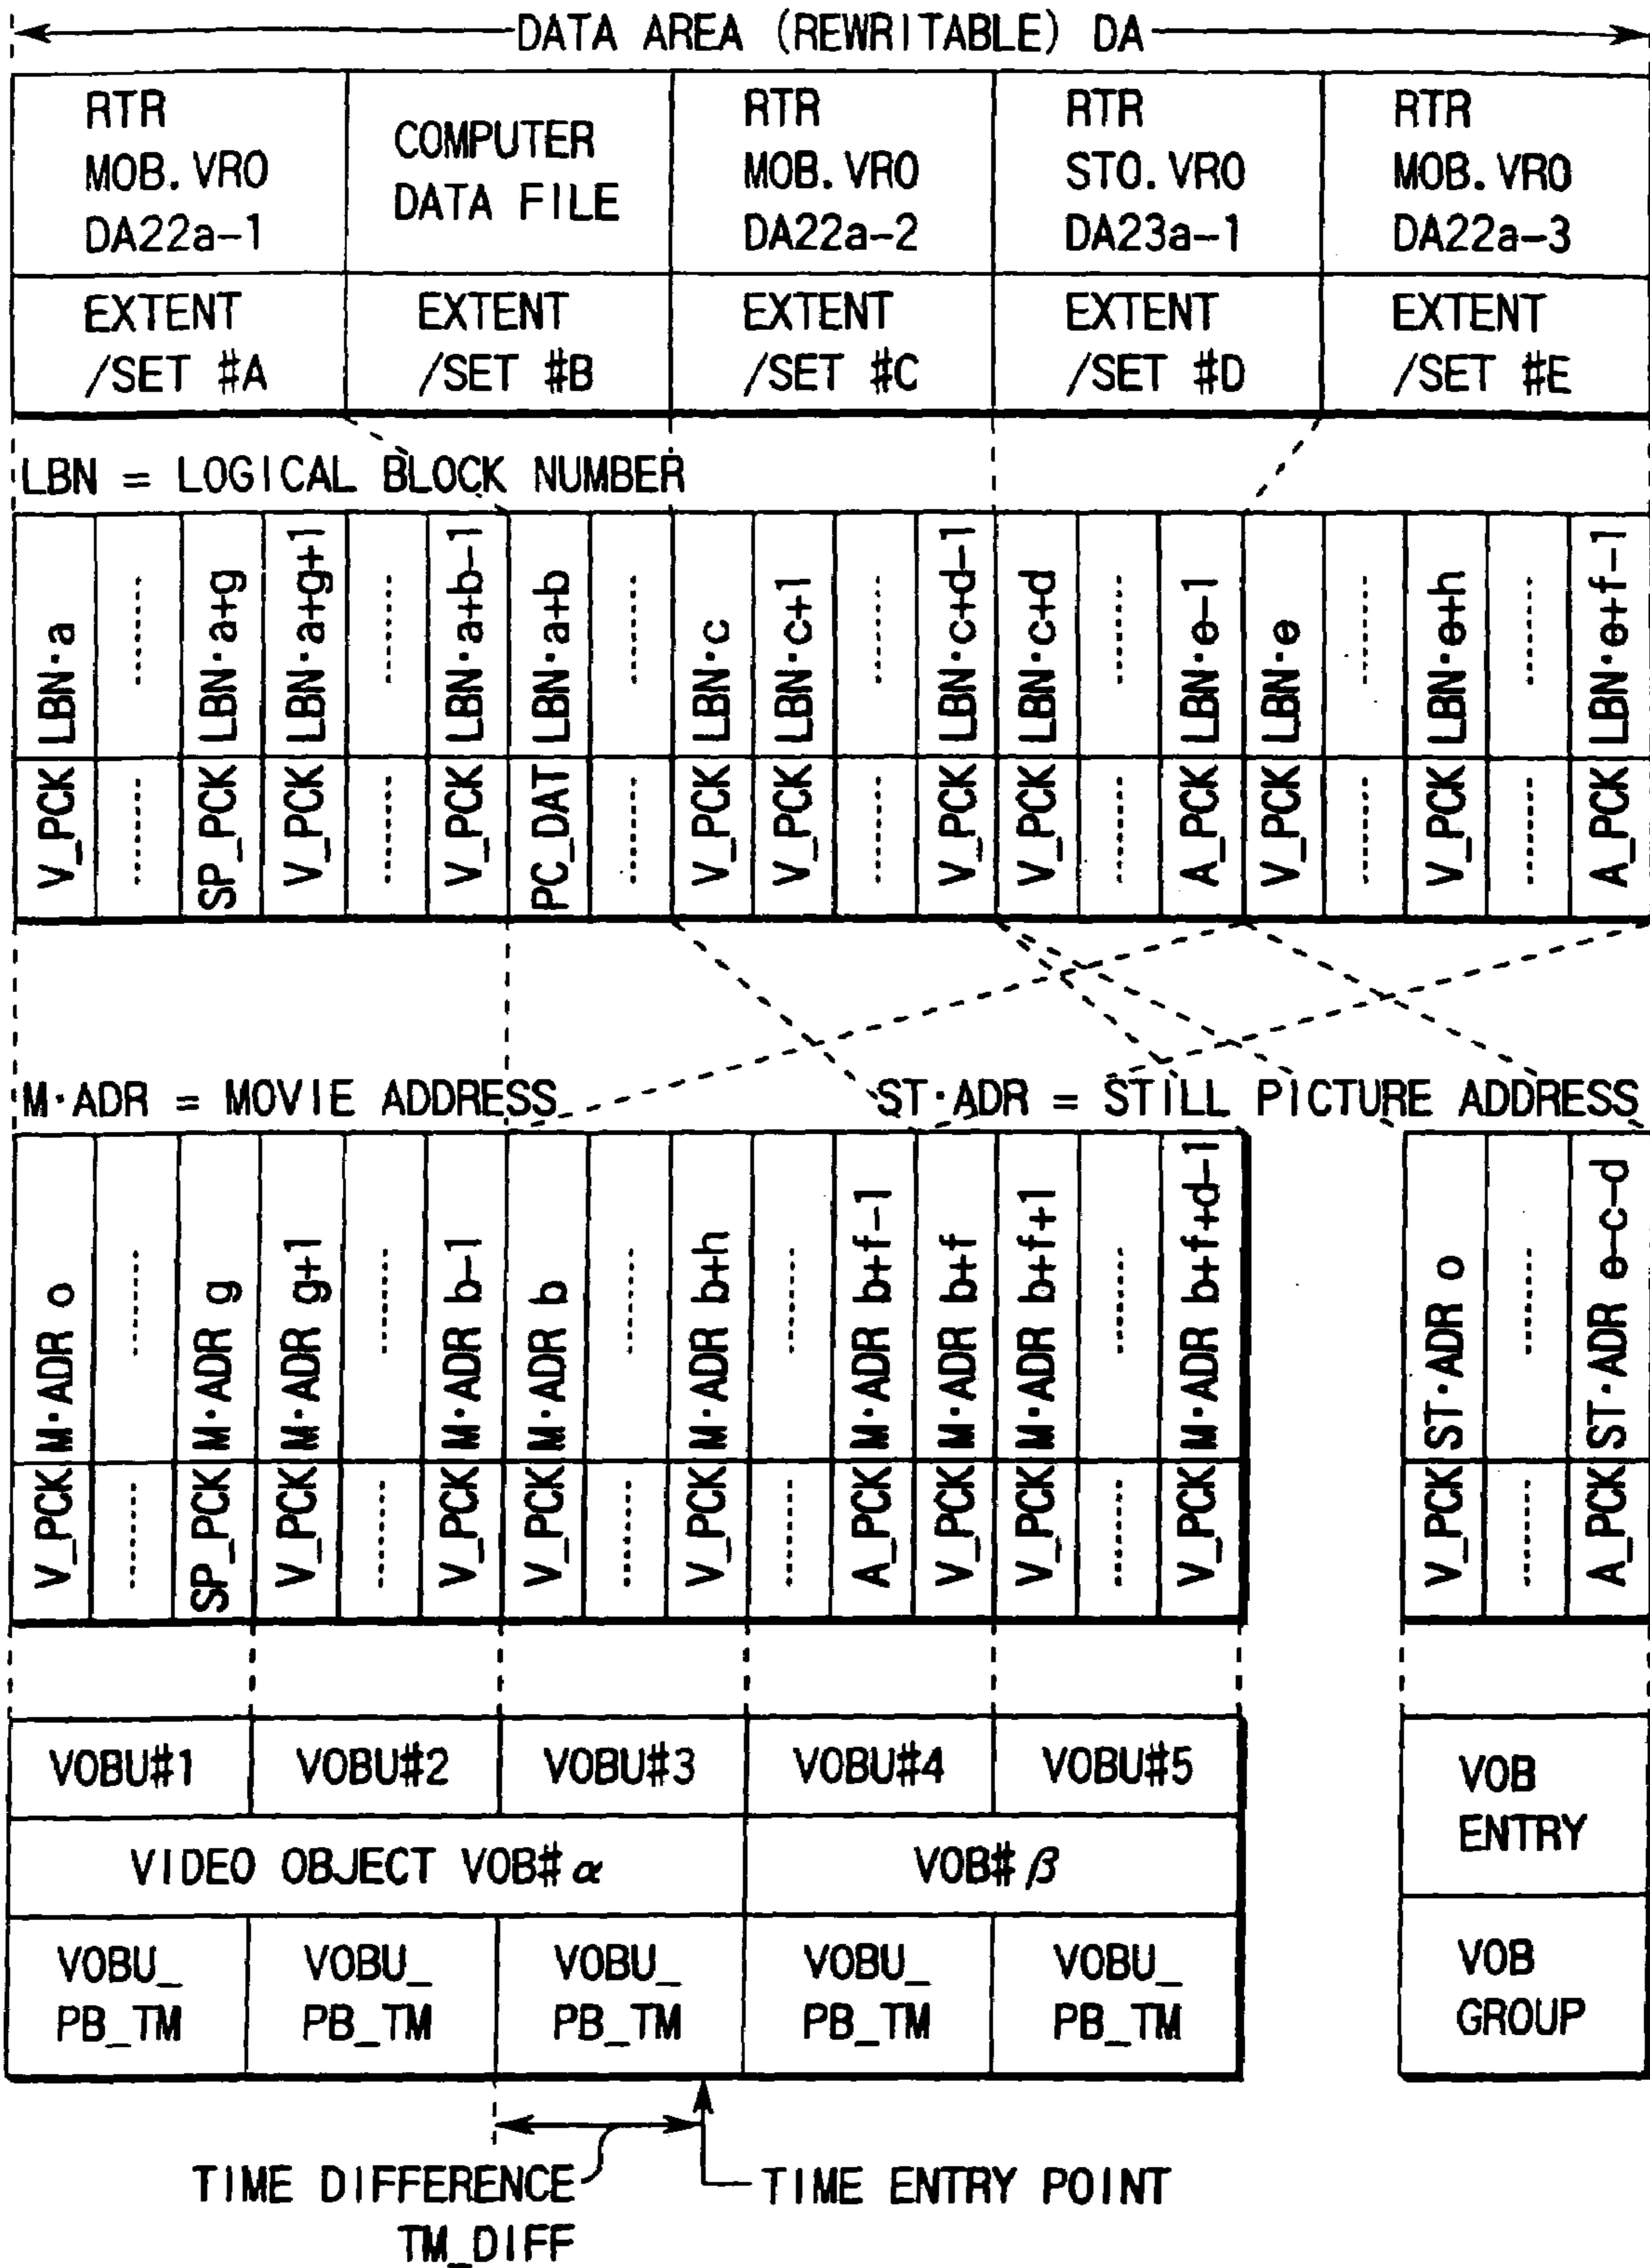 DATA AREA (REWRITABLE) DA
RTR
MOB. VRO
DA22a-1
COMPUTER
DATA FILE
RTR
MOB. VRO
DA22a-2
RTR
STO. VRO
DA23a-1
RTR
MOB. VRO
DA22a-3
EXTENT
/SET #A
EXTENT
/SET #B
EXTENT
/SET #C
EXTENT
/SET #D
EXTENT
/SET #E
LBN = LOGICAL BLOCK NUMBER
LBN·a
LBN·a+g
LBN·a+g+1
LBN·a+b-1
LBN·a+b
LBN·c
LBN·c+1
LBN·c+d-1
LBN·c+d
LBN·e-1
LBN·e
LBN·e+h
LBN·e+f-1
V_PCK
SP_PCK
V_PCK
V_PCK
PC_DAT
V_PCK
V_PCK
V_PCK
V_PCK
A_PCK
V_PCK
V_PCK
A_PCK
M·ADR = MOVIE ADDRESS
ST·ADR = STILL PICTURE ADDRESS
M·ADR o
M·ADR g
M·ADR g+1
M·ADR b-1
M·ADR b
M·ADR b+h
M·ADR b+f-1
M·ADR b+f
M·ADR b+f+1
M·ADR b+f+d-1
ST·ADR o
ST·ADR e-c-d
V_PCK
SP_PCK
V_PCK
V_PCK
V_PCK
V_PCK
A_PCK
V_PCK
V_PCK
V_PCK
V_PCK
A_PCK
VOBU#1
VOBU#2
VOBU#3
VOBU#4
VOBU#5
VOB
ENTRY
VIDEO OBJECT VOB#α
VOB#β
VOBU_
PB_TM
VOBU_
PB_TM
VOBU_
PB_TM
VOBU_
PB_TM
VOBU_
PB_TM
VOB
GROUP
TIME DIFFERENCE
TM_DIFF
TIME ENTRY POINT